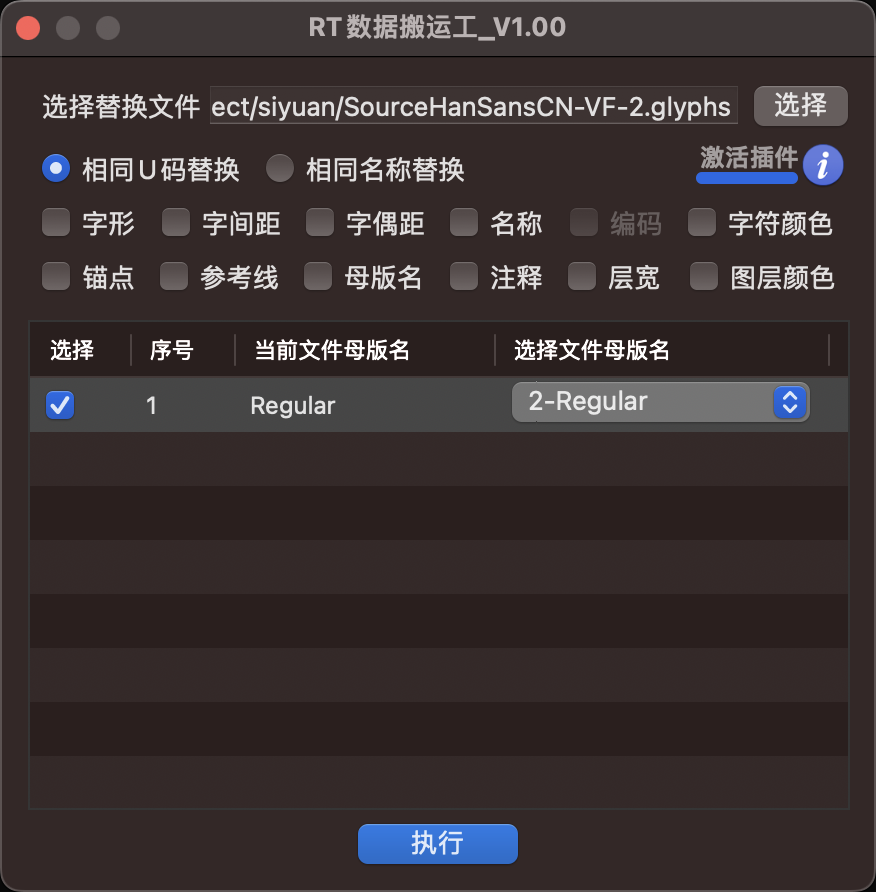 RT数据搬运工_V1.00
选择替换文件 ect/siyuan/SourceHanSansCN-VF-2.glyphs 选择
相同U码替换 相同名称替换 激活插件 i
字形 字间距 字偶距 名称 编码 字符颜色
锚点 参考线 母版名 注释 层宽 图层颜色
选择 序号 当前文件母版名 选择文件母版名
1 Regular 2-Regular
执行